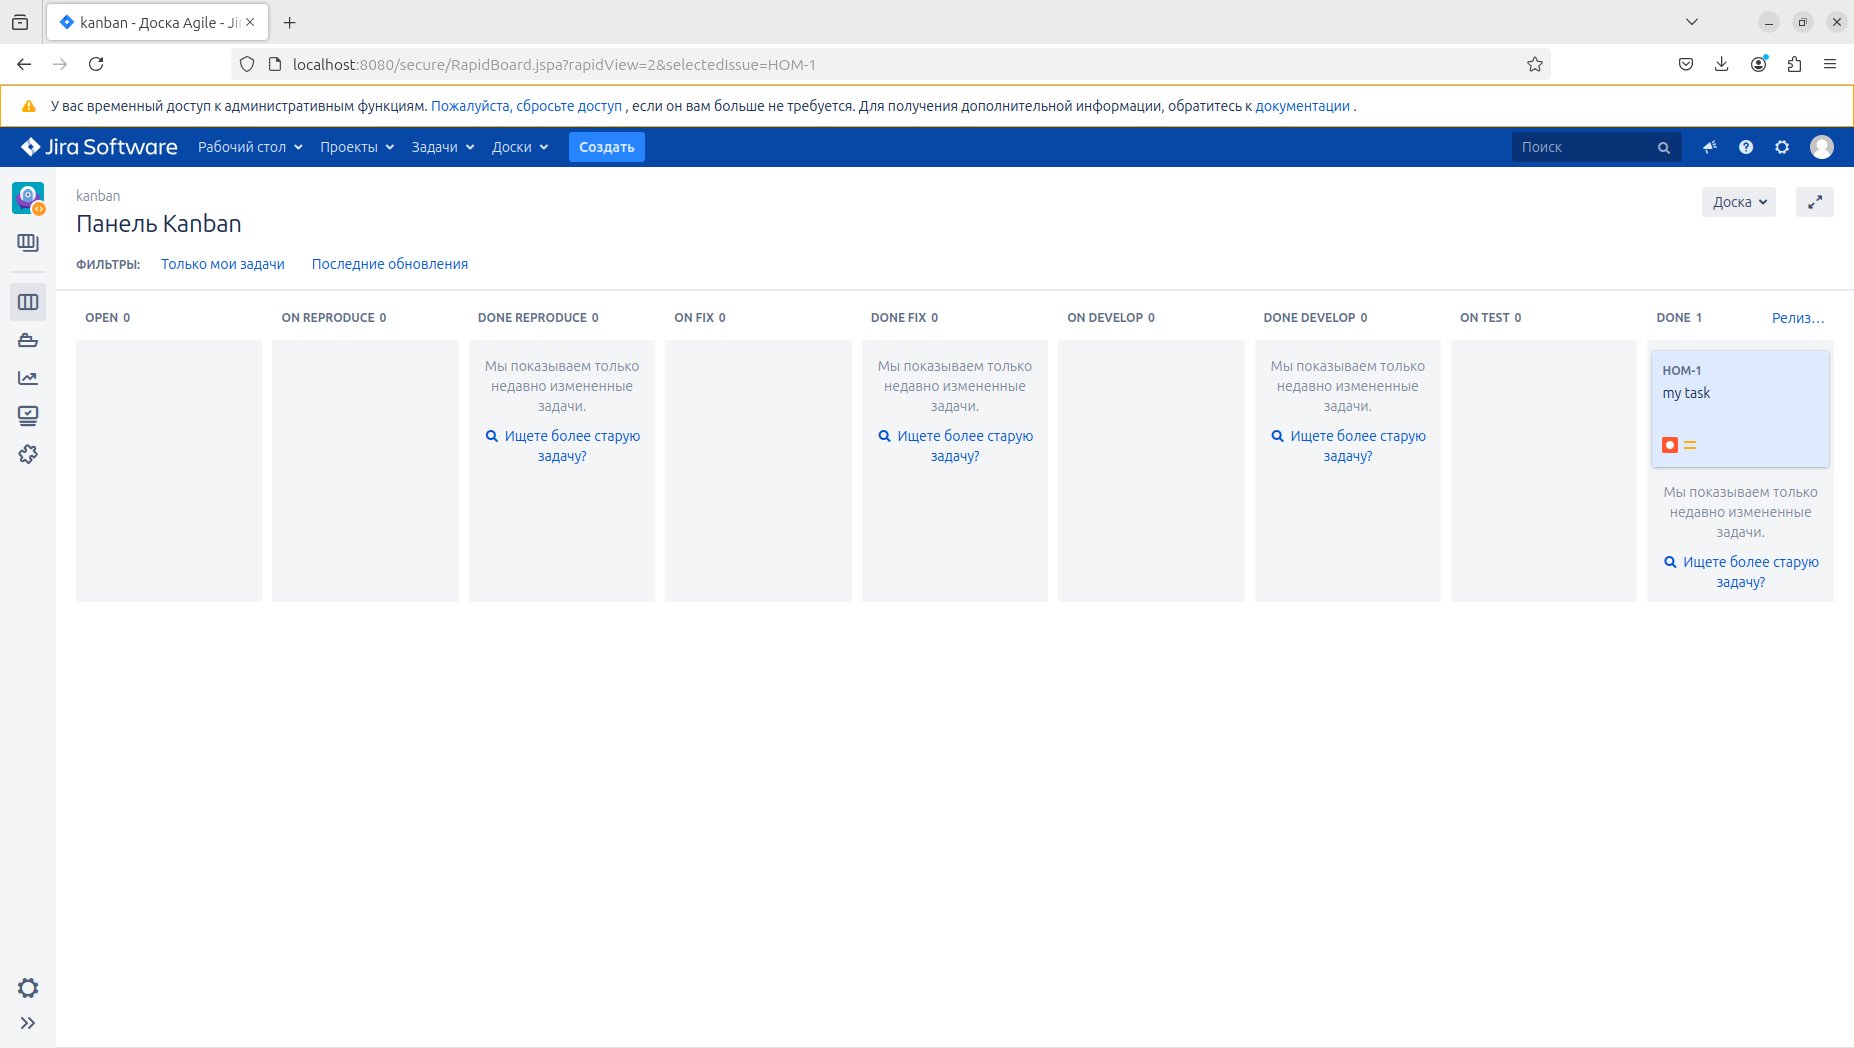 kanban - Доска Agile - Ji
localhost:8080/secure/RapidBoard.jspa?rapidView=2&selectedIssue=HOM-1
У вас временный доступ к административным функциям. Пожалуйста, сбросьте доступ , если он вам больше не требуется. Для получения дополнительной информации, обратитесь к документации .
Jira Software Рабочий стол Проекты Задачи Доски Создать Поиск
kanban
Панель Kanban
Доска
ФИЛЬТРЫ: Только мои задачи Последние обновления
OPEN 0 ON REPRODUCE 0 DONE REPRODUCE 0 ON FIX 0 DONE FIX 0 ON DEVELOP 0 DONE DEVELOP 0 ON TEST 0 DONE 1 Релиз...
Мы показываем только
недавно измененные
задачи.
Ищете более старую
задачу?
Мы показываем только
недавно измененные
задачи.
Ищете более старую
задачу?
Мы показываем только
недавно измененные
задачи.
Ищете более старую
задачу?
HOM-1
my task
Мы показываем только
недавно измененные
задачи.
Ищете более старую
задачу?